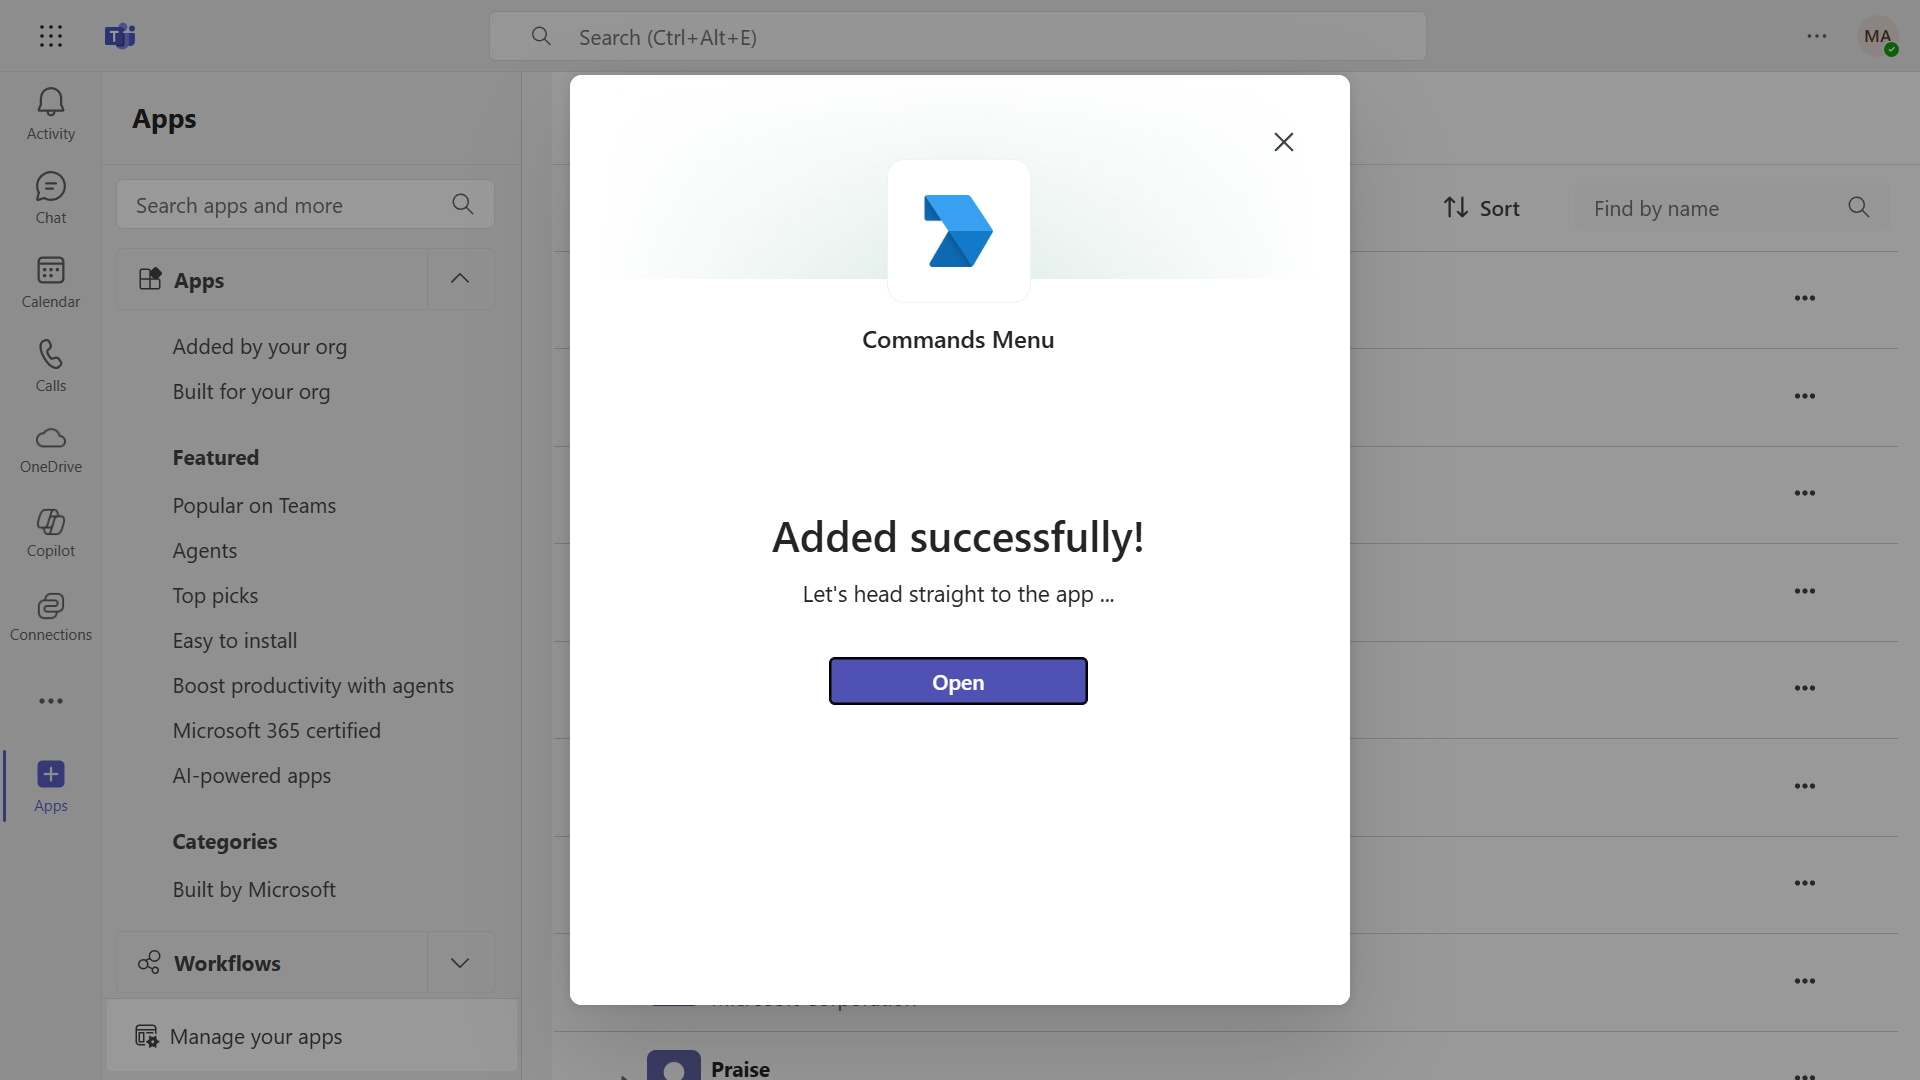 Search (Ctrl+Alt+E)
MA
Activity
Chat
Calendar
Calls
OneDrive
Copilot
Connections
Apps
Apps
Search apps and more
Apps
Added by your org
Built for your org
Featured
Popular on Teams
Agents
Top picks
Easy to install
Boost productivity with agents
Microsoft 365 certified
AI-powered apps
Categories
Built by Microsoft
Workflows
Manage your apps
Sort
Find by name
Commands Menu
Added successfully!
Let's head straight to the app ...
Open
Microsoft Corporation
Praise